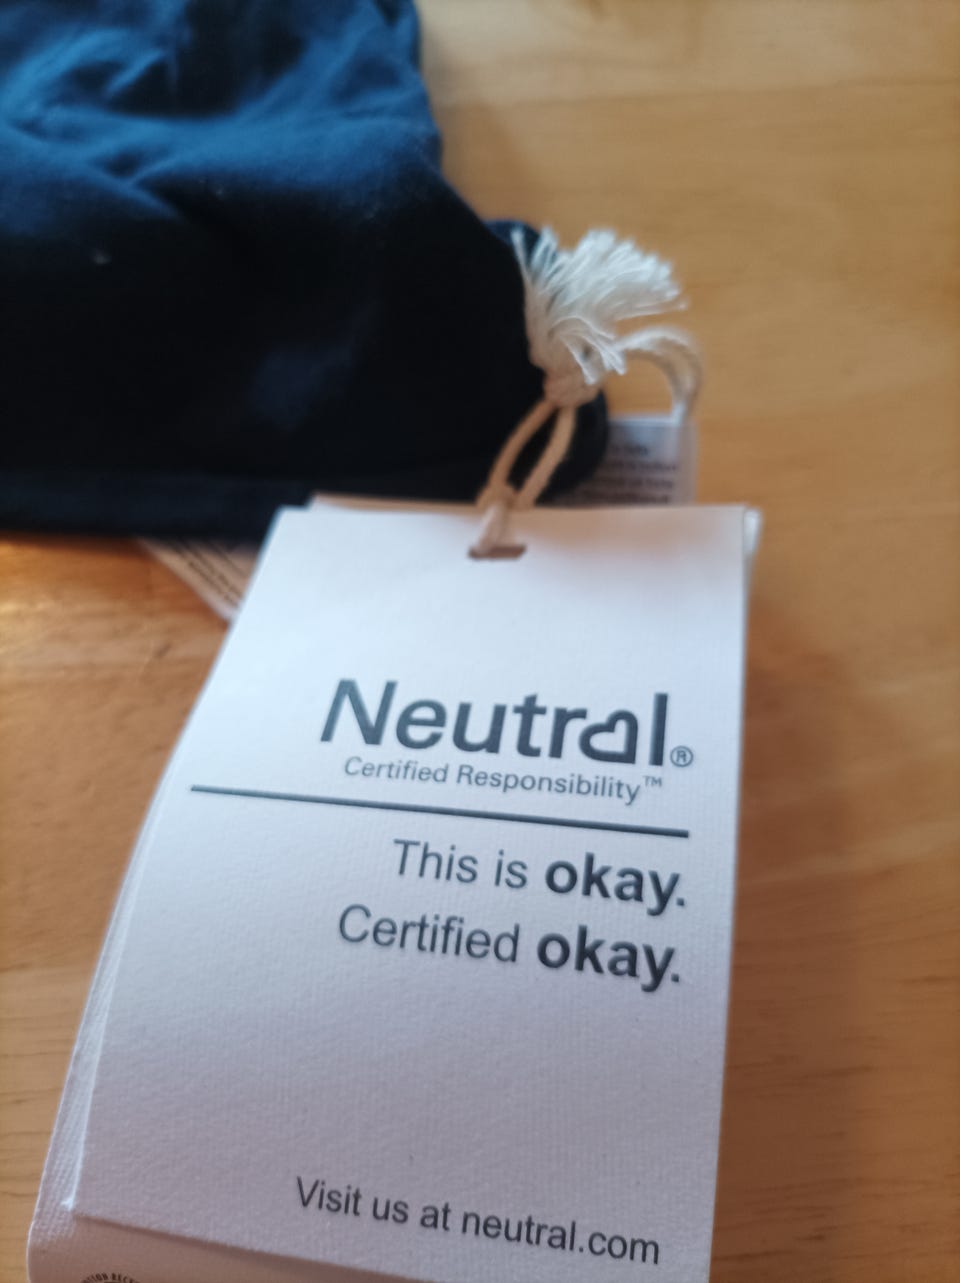 Neutral®
Certified Responsibility™
This is okay.
Certified okay.
Visit us at neutral.com